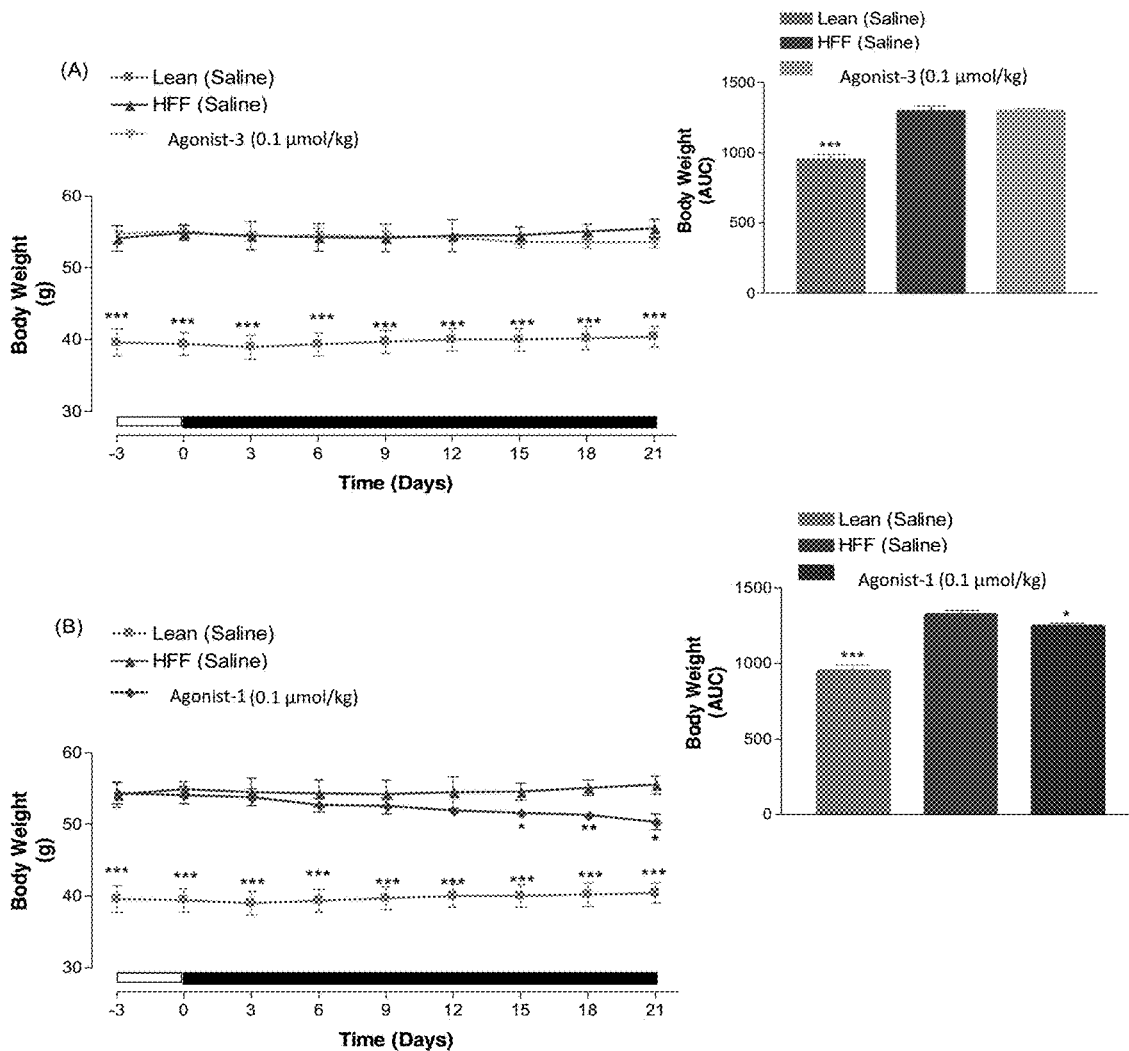 (A)
Lean (Saline)
HFF (Saline)
Agonist-3 (0.1 µmol/kg)
Body Weight
(g)
60
50
40
30
*** *** *** *** *** *** *** *** ***
-3 0 3 6 9 12 15 18 21
Time (Days)
Lean (Saline)
HFF (Saline)
Agonist-3 (0.1 µmol/kg)
Body Weight
(AUC)
1500
1000
500
0
***
(B)
Lean (Saline)
HFF (Saline)
Agonist-1 (0.1 µmol/kg)
Body Weight
(g)
60
50
40
30
* ** *
*** *** *** *** *** *** *** *** ***
-3 0 3 6 9 12 15 18 21
Time (Days)
Lean (Saline)
HFF (Saline)
Agonist-1 (0.1 µmol/kg)
Body Weight
(AUC)
1500
1000
500
0
***
*